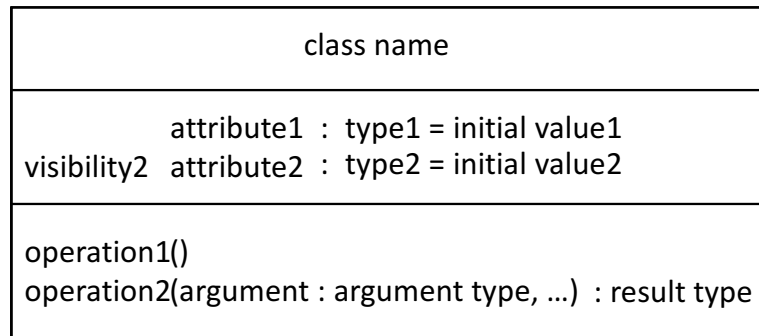 class name
attribute1 : type1 = initial value1
visibility2 attribute2 : type2 = initial value2
operation1()
operation2(argument : argument type, …) : result type